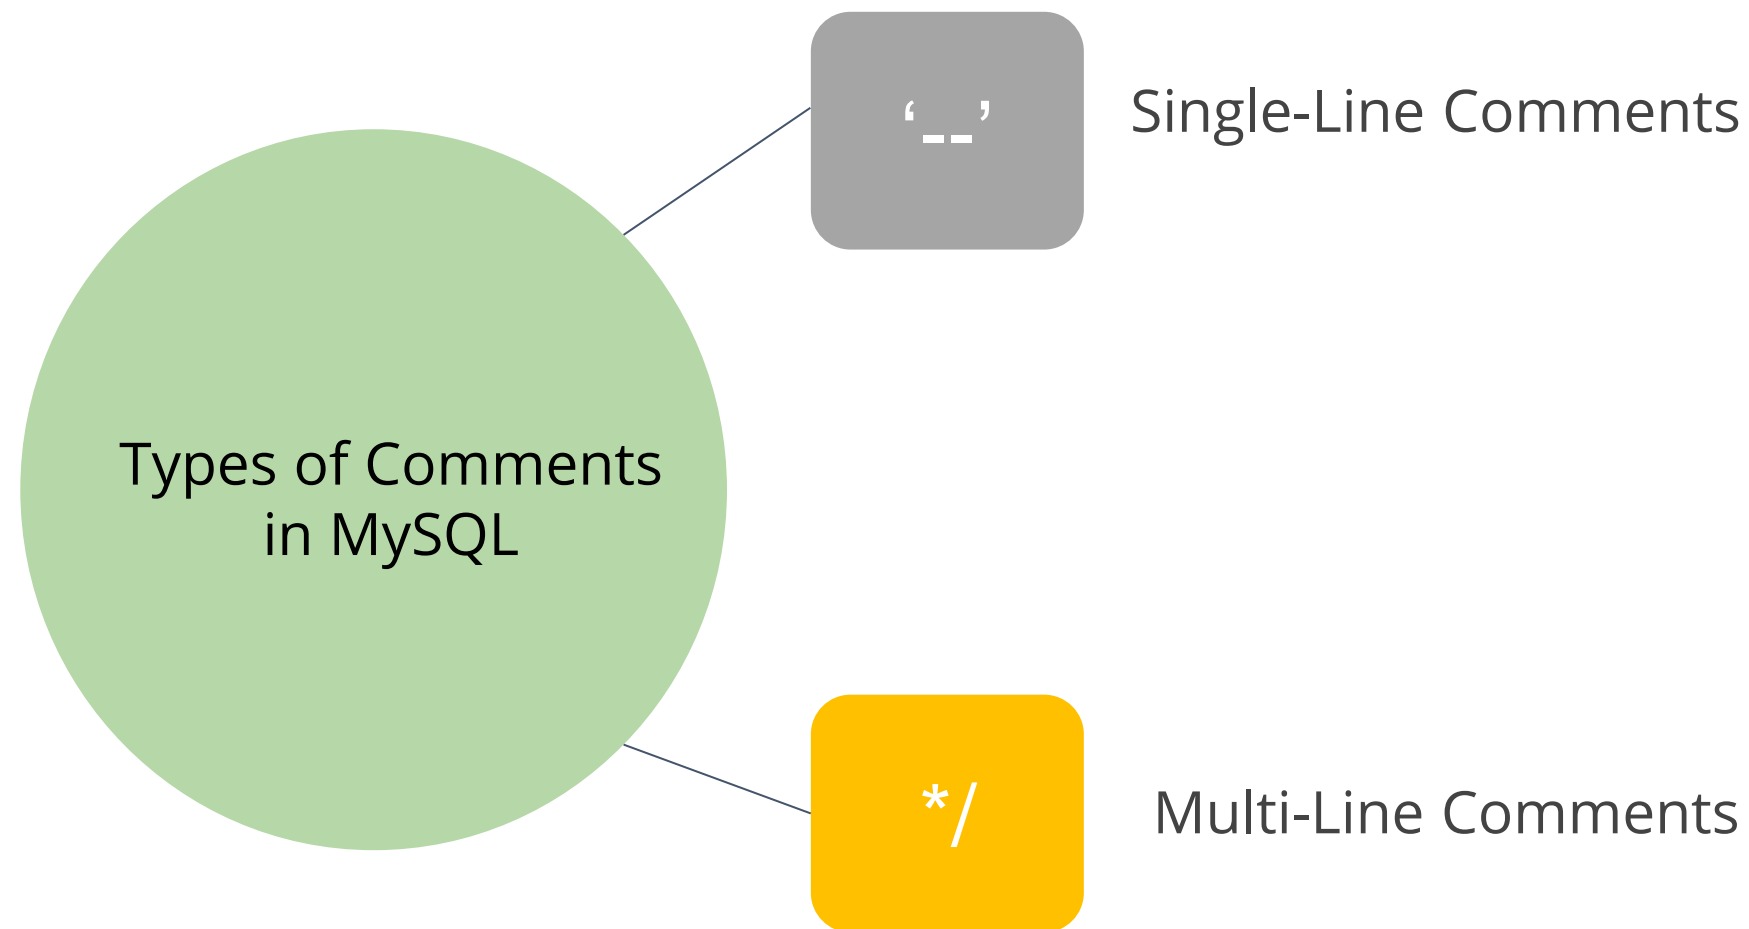 ‘--’
Single-Line Comments
Types of Comments
in MySQL
*/
Multi-Line Comments